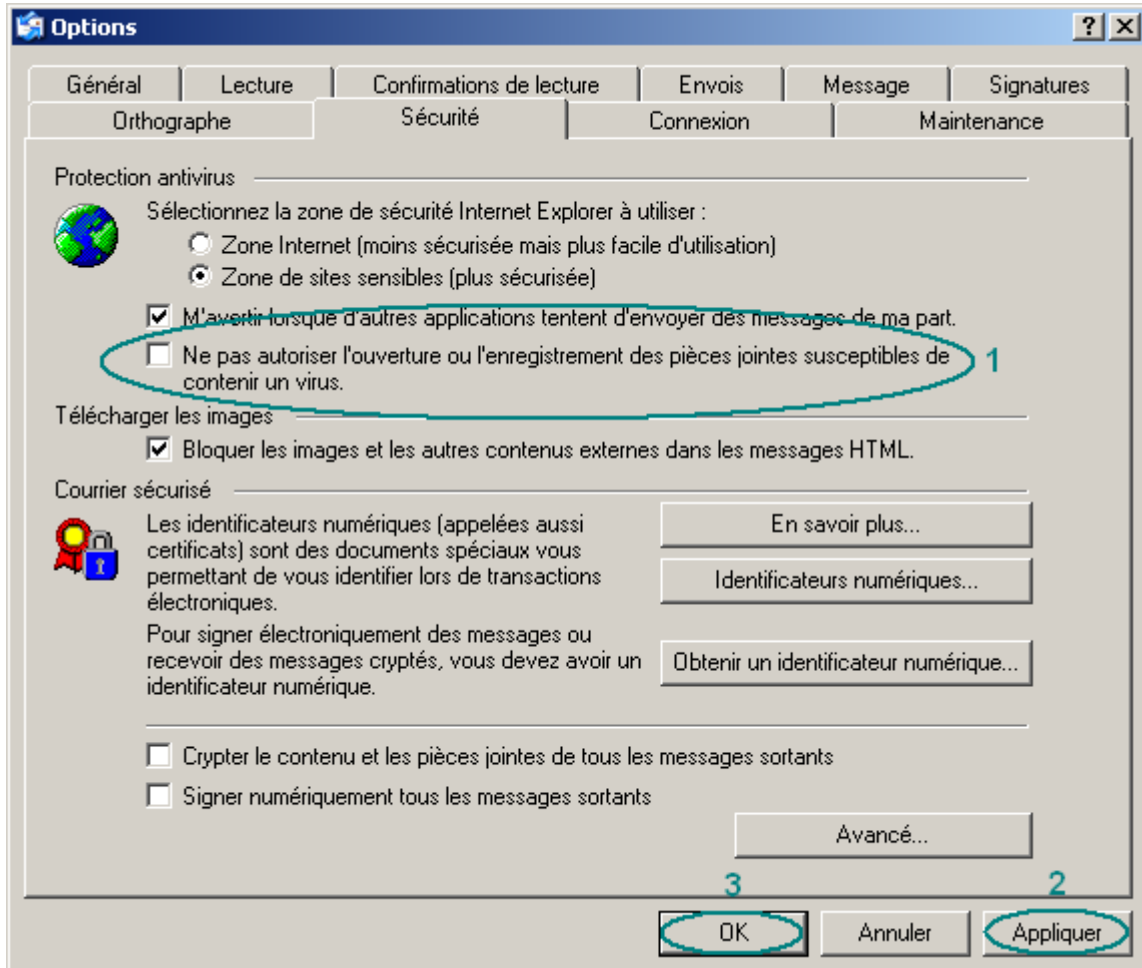 Options
Général Lecture Confirmations de lecture Envois Message Signatures
Orthographe Sécurité Connexion Maintenance
Protection antivirus
Sélectionnez la zone de sécurité Internet Explorer à utiliser :
Zone Internet (moins sécurisée mais plus facile d'utilisation)
Zone de sites sensibles (plus sécurisée)
M'avertir lorsque d'autres applications tentent d'envoyer des messages de ma part.
Ne pas autoriser l'ouverture ou l'enregistrement des pièces jointes susceptibles de 1
contenir un virus.
Télécharger les images
Bloquer les images et les autres contenus externes dans les messages HTML.
Courrier sécurisé
Les identificateurs numériques (appelées aussi
certificats) sont des documents spéciaux vous
permettant de vous identifier lors de transactions
électroniques.
En savoir plus...
Identificateurs numériques...
Pour signer électroniquement des messages ou
recevoir des messages cryptés, vous devez avoir un
identificateur numérique.
Obtenir un identificateur numérique...
Crypter le contenu et les pièces jointes de tous les messages sortants
Signer numériquement tous les messages sortants
Avancé...
3 2
OK Annuler Appliquer